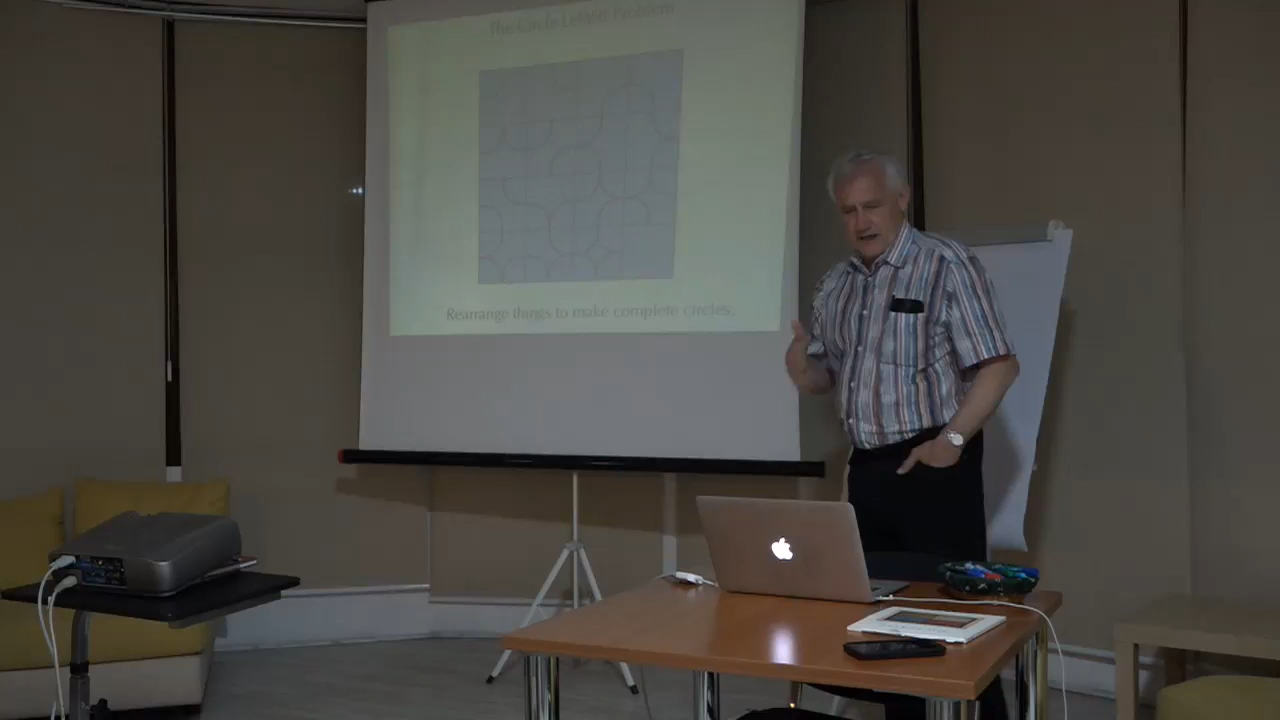 The Circle Lattice Problem
Rearrange things to make complete circles.